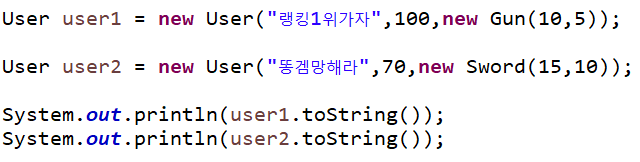 User user1 = new User("랭킹1위가자",100,new Gun(10,5));
User user2 = new User("똥겜망해라",70,new Sword(15,10));
System.out.println(user1.toString());
System.out.println(user2.toString());